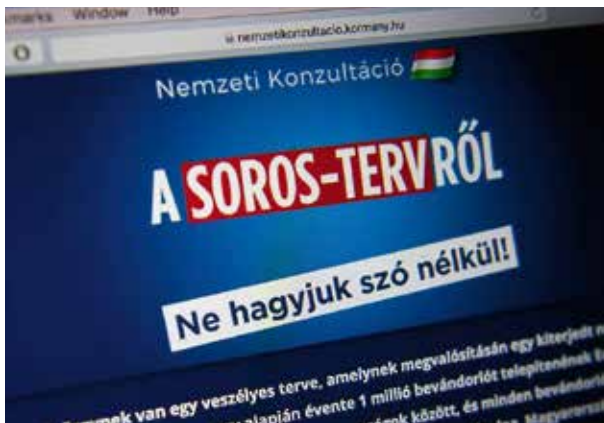 Window Help
nemzetikonzultacio.kormany.hu
Nemzeti Konzultáció
A SOROS-TERVRŐL
Ne hagyjuk szó nélkül!
van egy veszélyes terve, amelynek megvalósításán egy kiterjedt
alapján évente 1 millió bevándorlót telepítenének
között, és minden